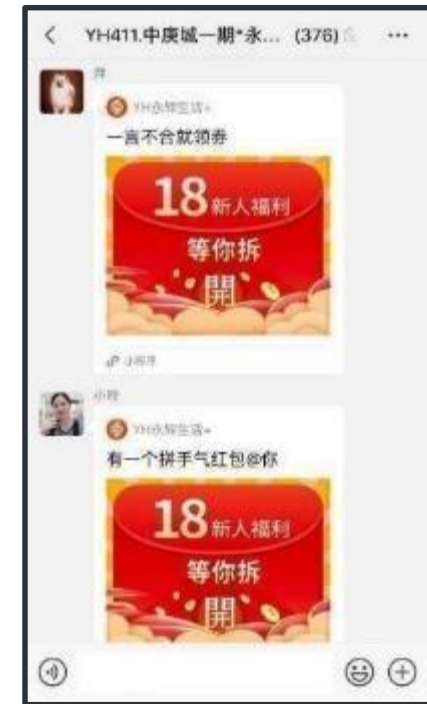 YH411.中庚城一期*永... (376)
萍
YH永辉生活+
一言不合就领券
18新人福利
等你拆
開
小程序
小玲
YH永辉生活+
有一个拼手气红包@你
18新人福利
等你拆
開